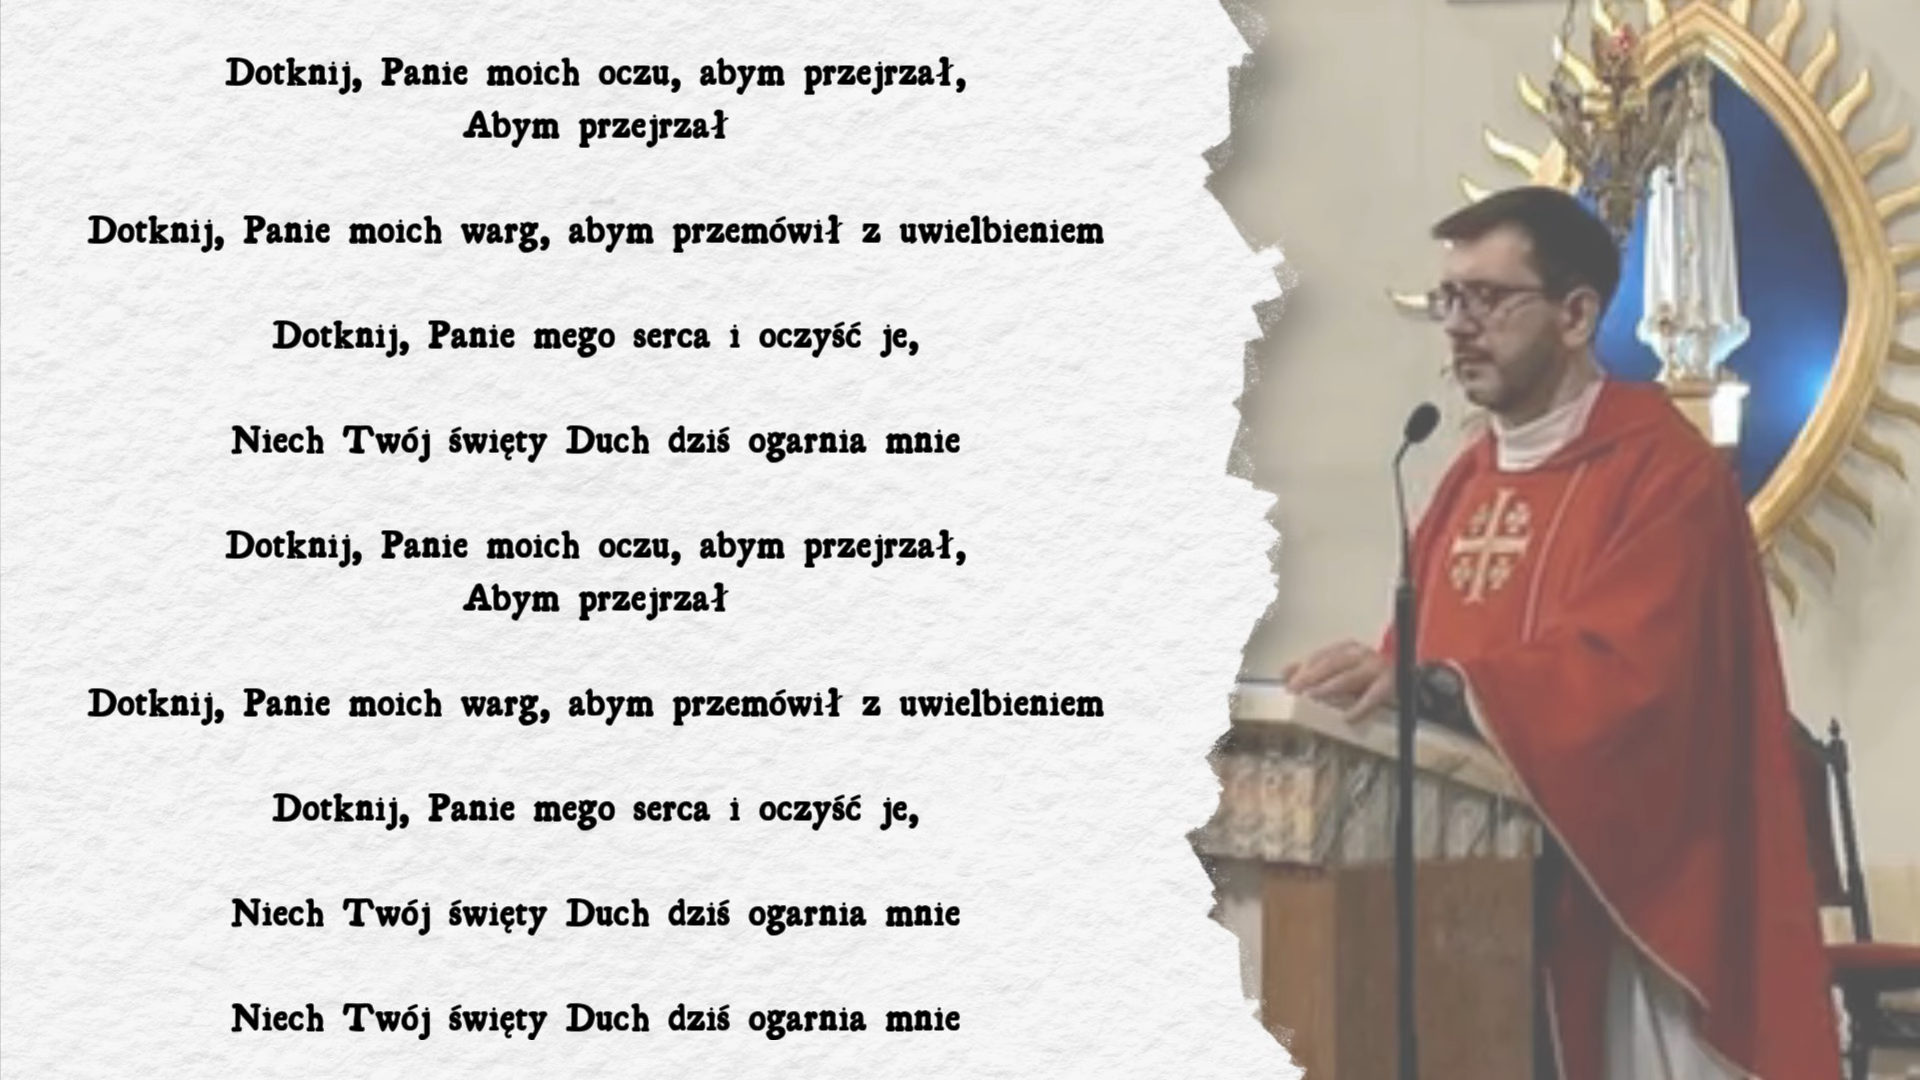 Dotknij, Panie moich oczu, abym przejrzał,
Abym przejrzał
Dotknij, Panie moich warg, abym przemówił z uwielbieniem
Dotknij, Panie mego serca i oczyść je,
Niech Twój święty Duch dziś ogarnia mnie
Dotknij, Panie moich oczu, abym przejrzał,
Abym przejrzał
Dotknij, Panie moich warg, abym przemówił z uwielbieniem
Dotknij, Panie mego serca i oczyść je,
Niech Twój święty Duch dziś ogarnia mnie
Niech Twój święty Duch dziś ogarnia mnie